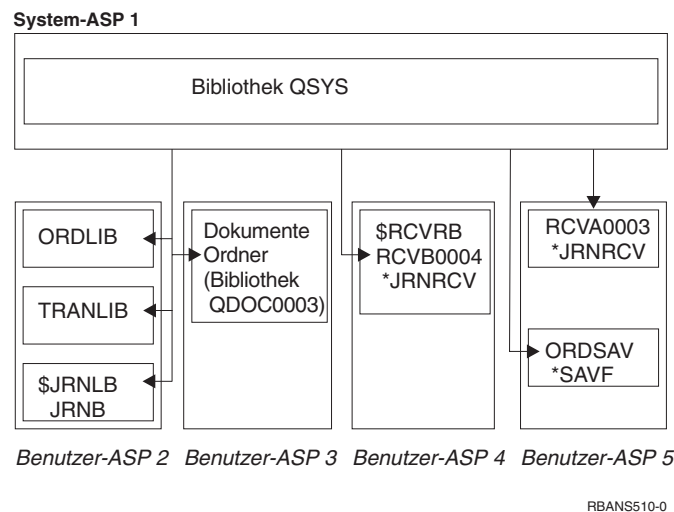 System-ASP 1
Bibliothek QSYS
ORDLIB
TRANLIB
$JRNLB
JRNB
Dokumente
Ordner
(Bibliothek
QDOC0003)
$RCVRB
RCVB0004
*JRNRCV
RCVA0003
*JRNRCV
ORDSAV
*SAVF
Benutzer-ASP 2
Benutzer-ASP 3
Benutzer-ASP 4
Benutzer-ASP 5
RBANS510-0